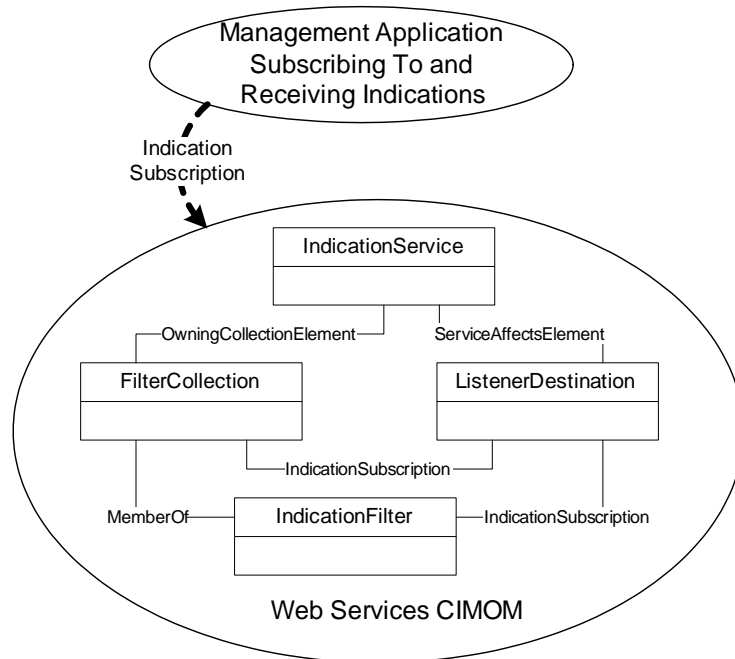 Management Application
Subscribing To and
Receiving Indications
Indication
Subscription
IndicationService
OwningCollectionElement
ServiceAffectsElement
FilterCollection
ListenerDestination
IndicationSubscription
MemberOf
IndicationFilter
IndicationSubscription
Web Services CIMOM